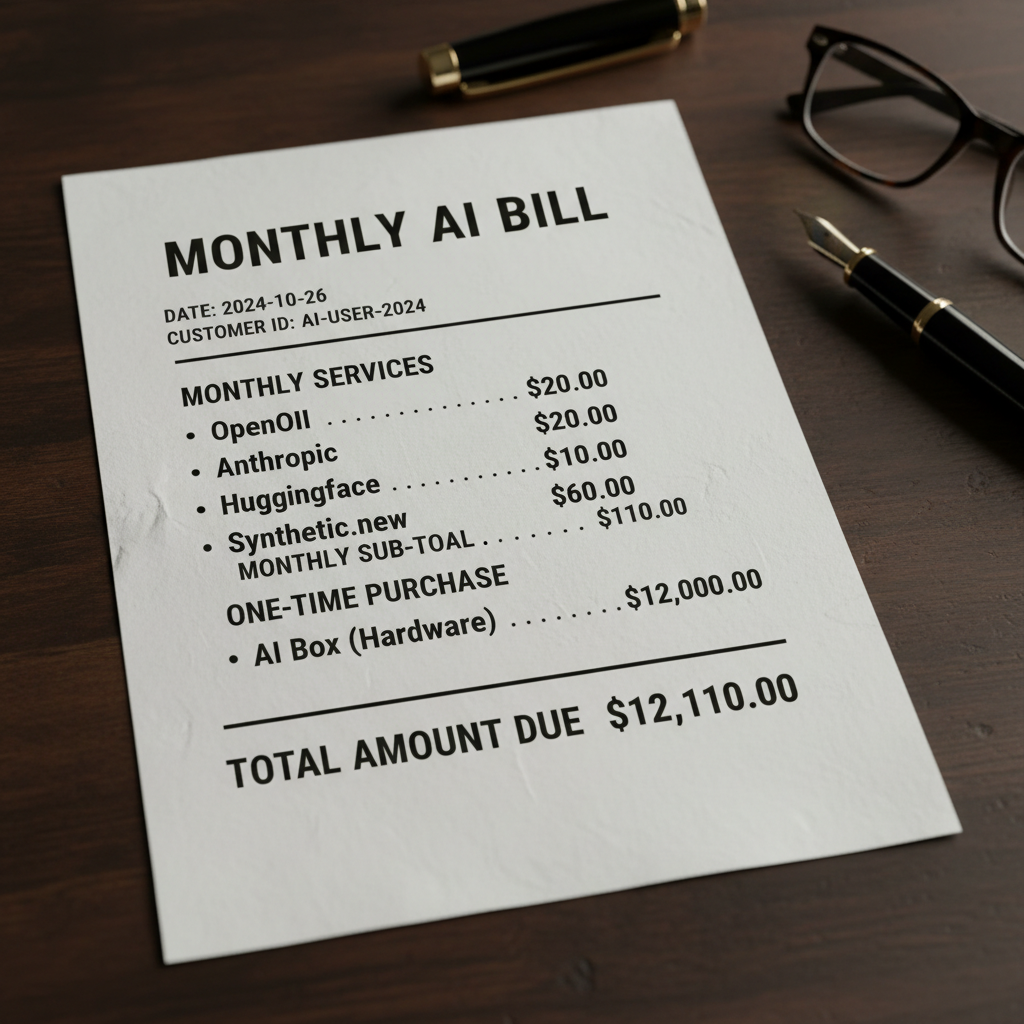 MONTHLY AI BILL
DATE: 2024-10-26
CUSTOMER ID: AI-USER-2024
MONTHLY SERVICES
• OpenOll .............. $20.00
• Anthropic $20.00
• Huggingface .......... $10.00
• Synthetic.new $60.00
MONTHLY SUB-TOAL ....... $110.00
ONE-TIME PURCHASE
• AI Box (Hardware) ....... $12,000.00
TOTAL AMOUNT DUE $12,110.00